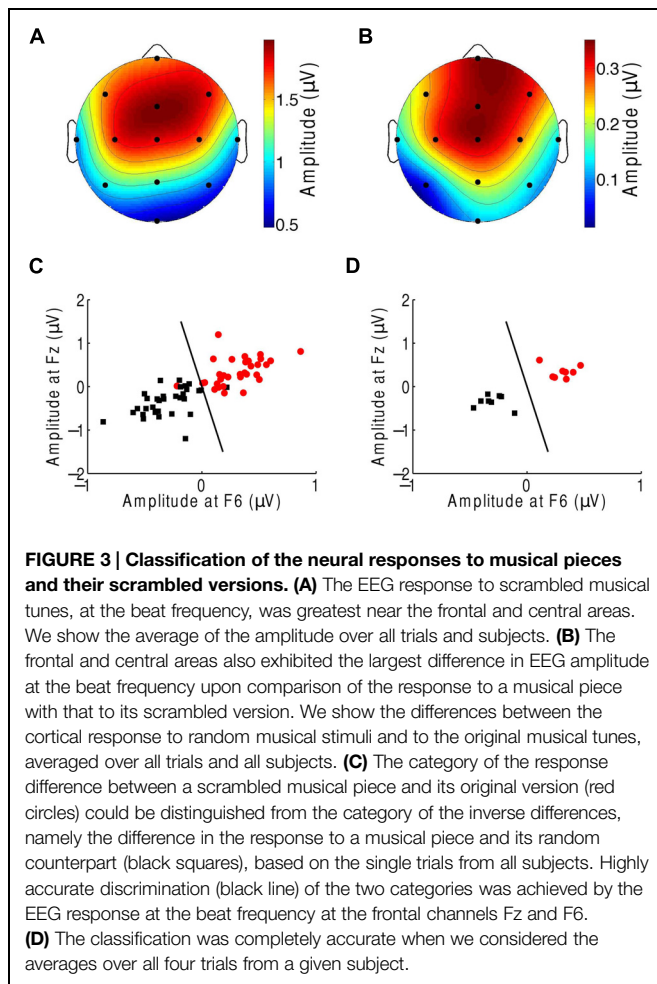 A
B
Amplitude (μV)
1.5
1
0.5
Amplitude (μV)
0.3
0.2
0.1
C
D
Amplitude at Fz (μV)
2
1
0
−1
−2
−1
0
1
Amplitude at F6 (μV)
Amplitude at Fz (μV)
2
1
0
−1
−2
−1
0
1
Amplitude at F6 (μV)
FIGURE 3 | Classification of the neural responses to musical pieces
and their scrambled versions. (A) The EEG response to scrambled musical
tunes, at the beat frequency, was greatest near the frontal and central areas.
We show the average of the amplitude over all trials and subjects. (B) The
frontal and central areas also exhibited the largest difference in EEG amplitude
at the beat frequency upon comparison of the response to a musical piece
with that to its scrambled version. We show the differences between the
cortical response to random musical stimuli and to the original musical tunes,
averaged over all trials and all subjects. (C) The category of the response
difference between a scrambled musical piece and its original version (red
circles) could be distinguished from the category of the inverse differences,
namely the difference in the response to a musical piece and its random
counterpart (black squares), based on the single trials from all subjects. Highly
accurate discrimination (black line) of the two categories was achieved by the
EEG response at the beat frequency at the frontal channels Fz and F6.
(D) The classification was completely accurate when we considered the
averages over all four trials from a given subject.